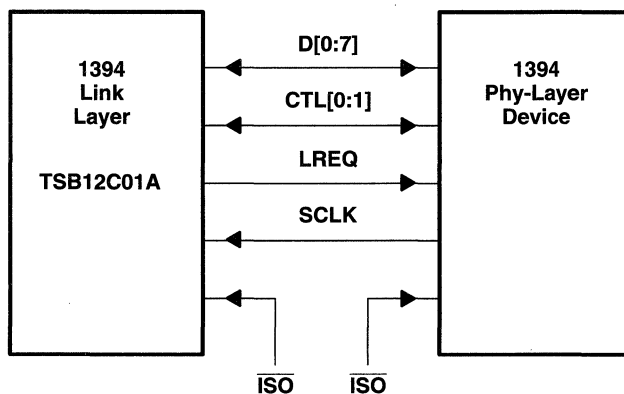 D[0:7]
1394
Link
Layer
1394
Phy-Layer
Device
CTL[0:1]
LREQ
TSB12C01A
SCLK
ISO
ISO